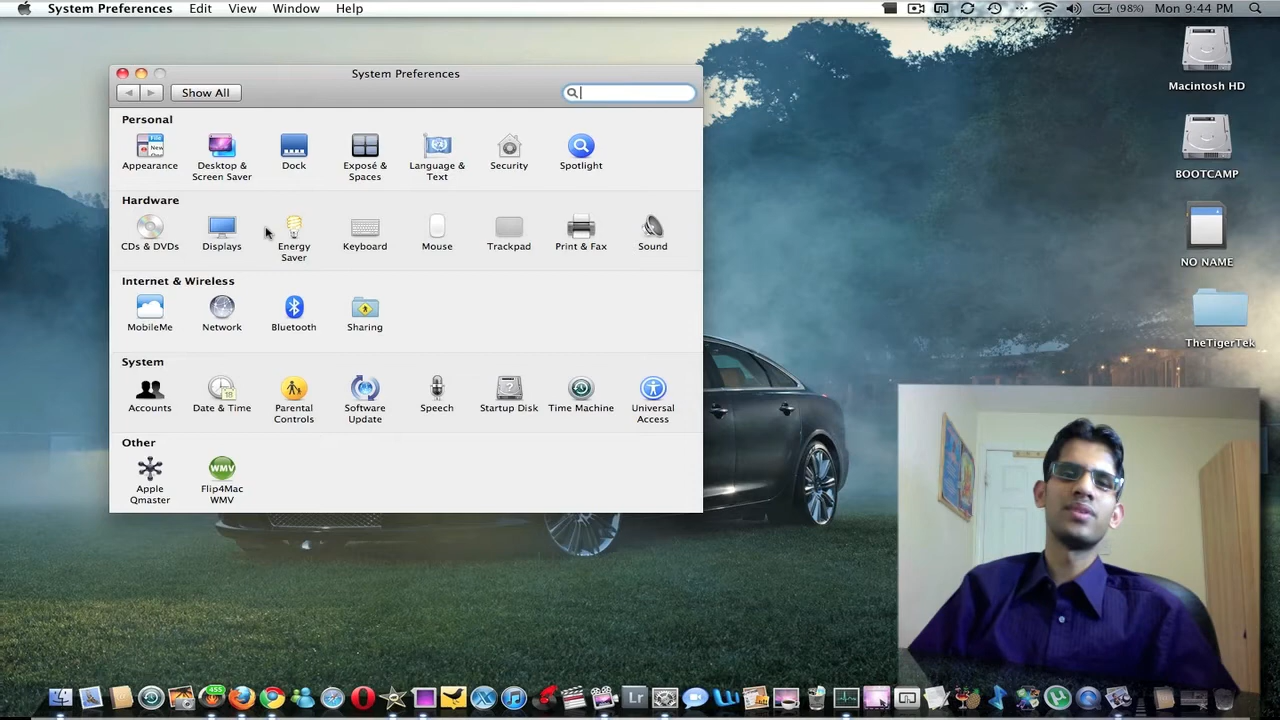 System Preferences Edit View Window Help
(98%) Mon 9:44 PM
System Preferences
Show All
Personal
Appearance
Desktop &
Screen Saver
Dock
Exposé &
Spaces
Language &
Text
Security
Spotlight
Hardware
CDs & DVDs
Displays
Energy
Saver
Keyboard
Mouse
Trackpad
Print & Fax
Sound
Internet & Wireless
MobileMe
Network
Bluetooth
Sharing
System
Accounts
Date & Time
Parental
Controls
Software
Update
Speech
Startup Disk
Time Machine
Universal
Access
Other
Apple
Qmaster
WMV
Flip4Mac
WMV
Macintosh HD
BOOTCAMP
NO NAME
TheTigerTek
455
Lr